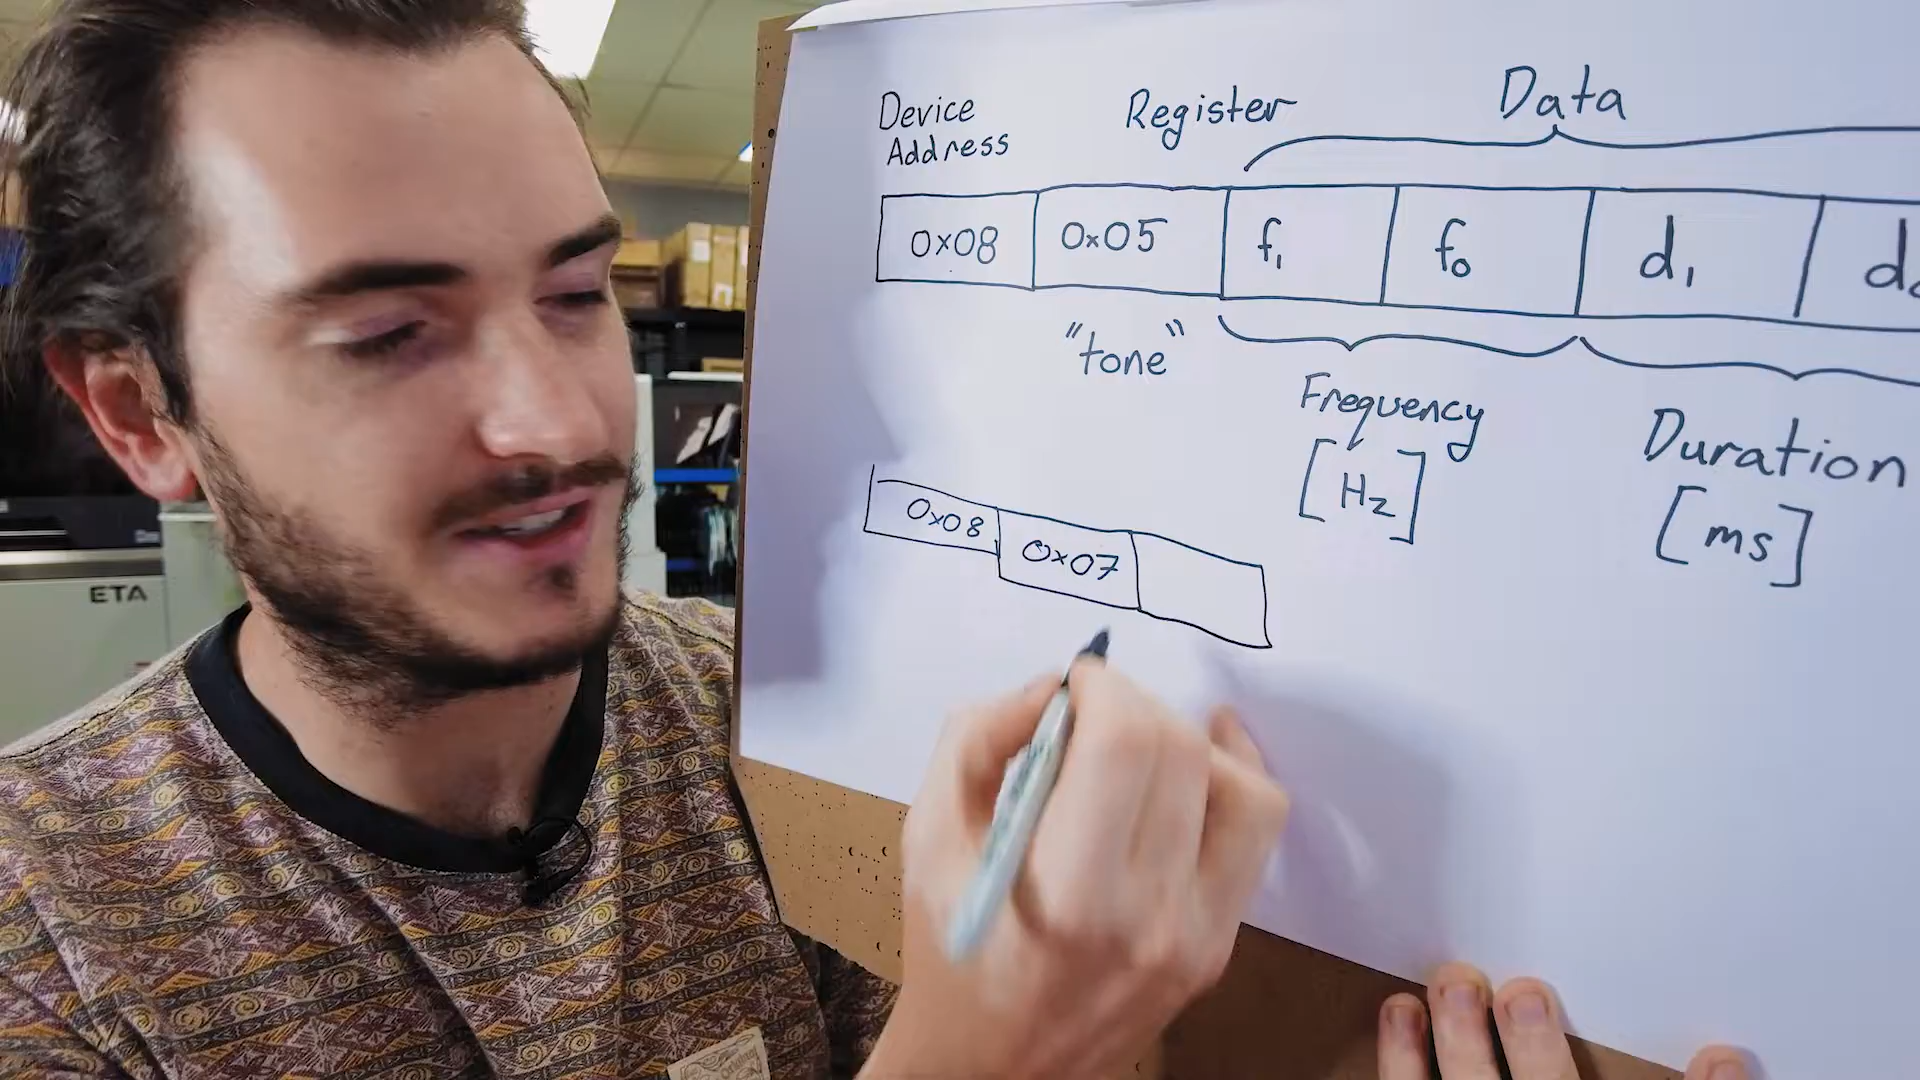 Device
Address
Register
Data
0x08
0x05
f₁
f₀
d₁
"tone"
Frequency
[Hz]
Duration
[ms]
0x08
0x07
ETA